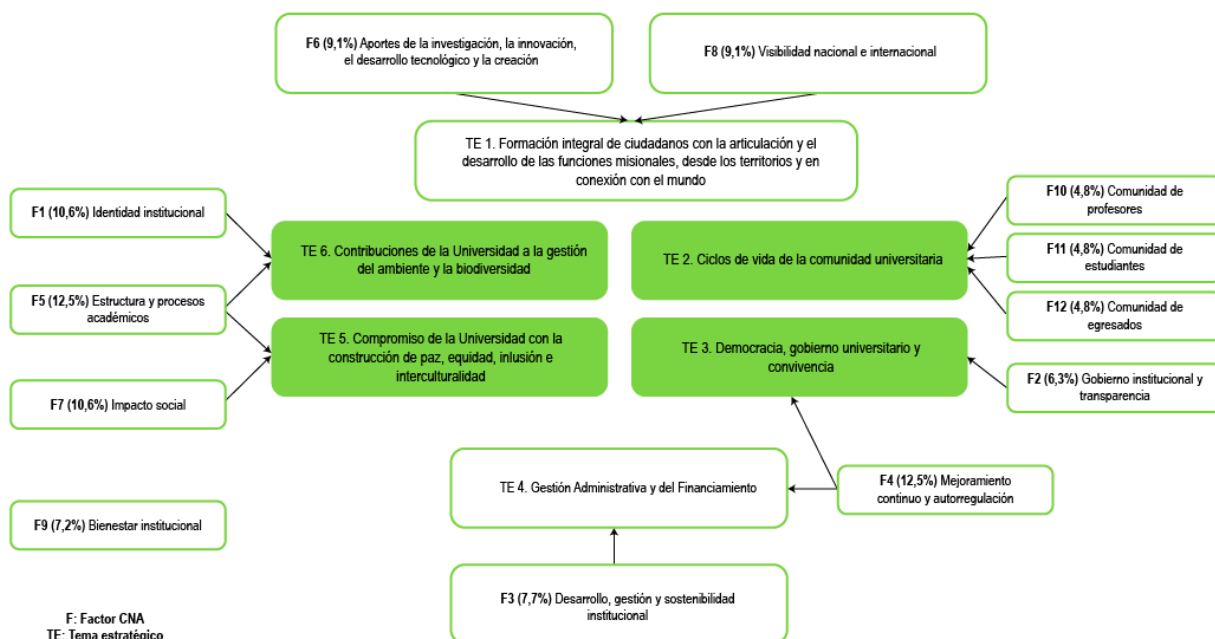 F6 (9,1%) Aportes de la investigación, la innovación,
el desarrollo tecnológico y la creación
F8 (9,1%) Visibilidad nacional e internacional
TE 1. Formación integral de ciudadanos con la articulación y el
desarrollo de las funciones misionales, desde los territorios y en
conexión con el mundo
F1 (10,6%) Identidad institucional
F5 (12,5%) Estructura y procesos
académicos
F7 (10,6%) Impacto social
F9 (7,2%) Bienestar institucional
TE 6. Contribuciones de la Universidad a la gestión
del ambiente y la biodiversidad
TE 5. Compromiso de la Universidad con la
construcción de paz, equidad, inlusión e
interculturalidad
TE 2. Ciclos de vida de la comunidad universitaria
TE 3. Democracia, gobierno universitario y
convivencia
F10 (4,8%) Comunidad de
profesores
F11 (4,8%) Comunidad de
estudiantes
F12 (4,8%) Comunidad de
egresados
F2 (6,3%) Gobierno institucional y
transparencia
TE 4. Gestión Administrativa y del Financiamiento
F4 (12,5%) Mejoramiento
continuo y autorregulación
F3 (7,7%) Desarrollo, gestión y sostenibilidad
institucional
F: Factor CNA
TE: Tema estratégico